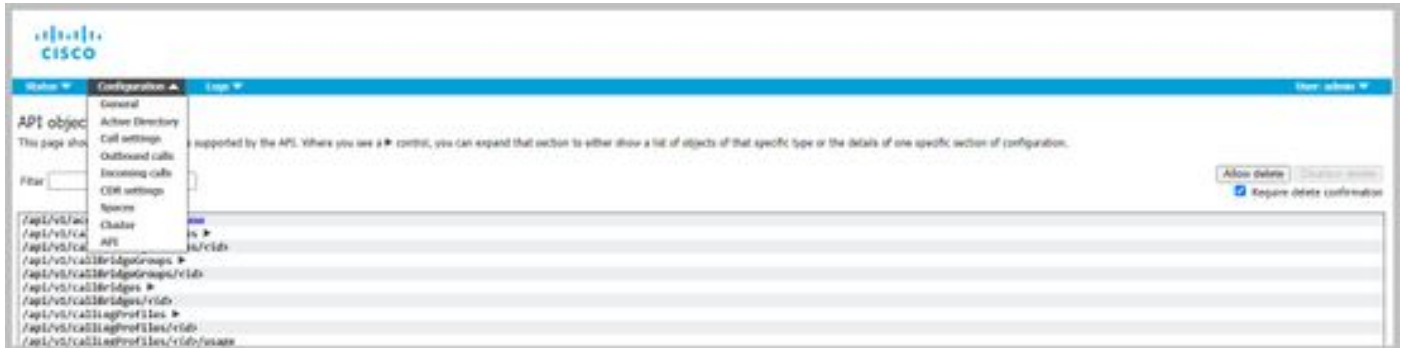 CISCO
Status Configuration Logs User: admin
General
Active Directory
Call settings
Outbound calls
Incoming calls
CDR settings
Spaces
Cluster
API
API objec
This page sho supported by the API. Where you see a ► control, you can expand that section to either show a list of objects of that specific type or the details of one specific section of configuration.
Filter Allow delete
Require delete confirmation
/api/v1/ac
/api/v1/ca s ►
/api/v1/ca s/<id>
/api/v1/callBridgeGroups ►
/api/v1/callBridgeGroups/<id>
/api/v1/callBridges ►
/api/v1/callBridges/<id>
/api/v1/callLegProfiles ►
/api/v1/callLegProfiles/<id>
/api/v1/callLegProfiles/<id>/usage